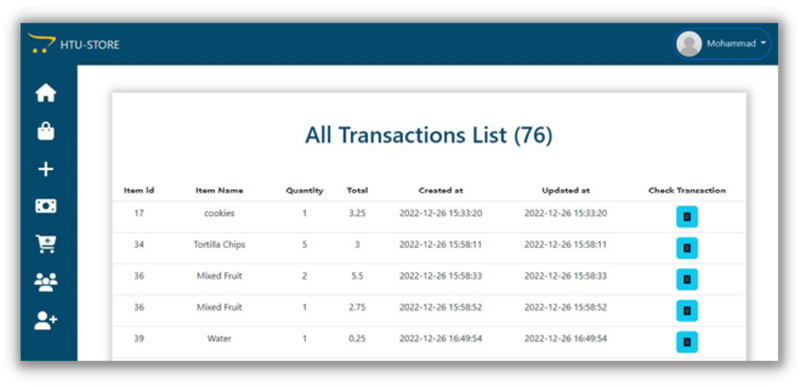 HTU-STORE
Mohammad
All Transactions List (76)
Item id Item Name Quantity Total Created at Updated at Check Transaction
17 cookies 1 3.25 2022-12-26 15:33:20 2022-12-26 15:33:20
34 Tortilla Chips 5 3 2022-12-26 15:58:11 2022-12-26 15:58:11
36 Mixed Fruit 2 5.5 2022-12-26 15:58:33 2022-12-26 15:58:33
36 Mixed Fruit 1 2.75 2022-12-26 15:58:52 2022-12-26 15:58:52
39 Water 1 0.25 2022-12-26 16:49:54 2022-12-26 16:49:54